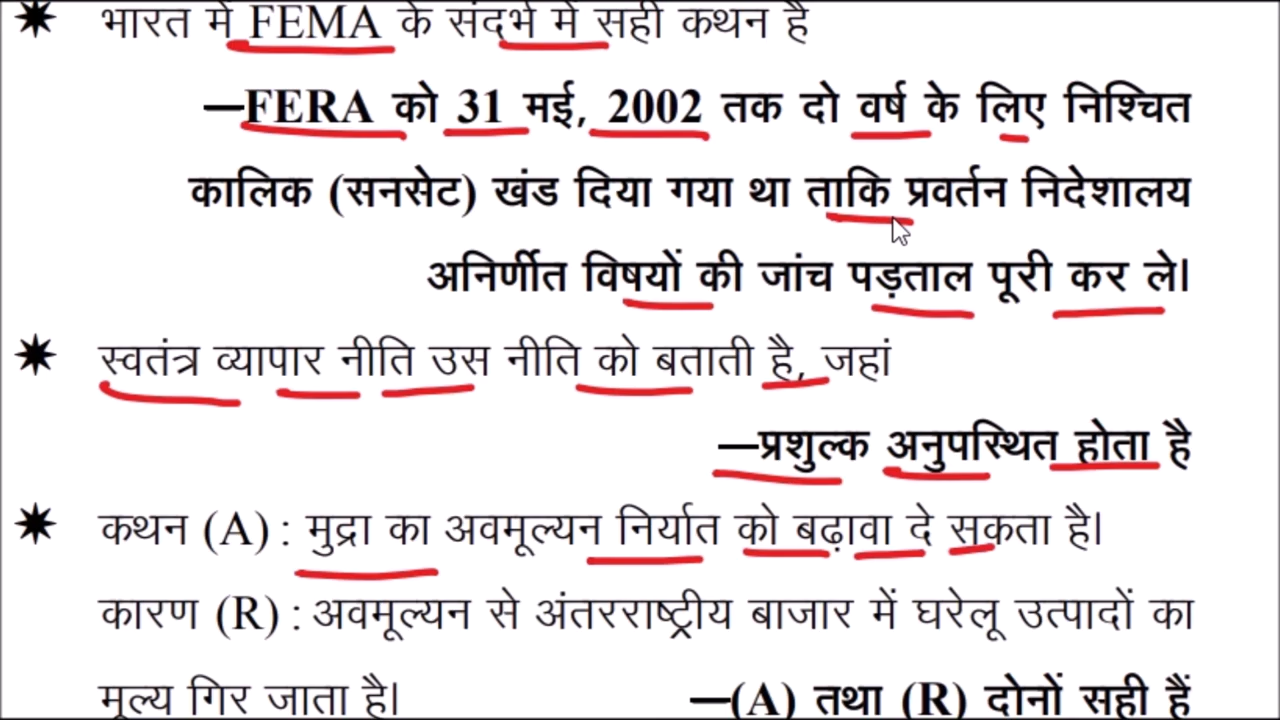 ✷ भारत में FEMA के संदर्भ में सही कथन है
—FERA को 31 मई, 2002 तक दो वर्ष के लिए निश्चित
कालिक (सनसेट) खंड दिया गया था ताकि प्रवर्तन निदेशालय
अनिर्णीत विषयों की जांच पड़ताल पूरी कर ले।
✷ स्वतंत्र व्यापार नीति उस नीति को बताती है, जहां
—प्रशुल्क अनुपस्थित होता है
✷ कथन (A) : मुद्रा का अवमूल्यन निर्यात को बढ़ावा दे सकता है।
कारण (R) : अवमूल्यन से अंतरराष्ट्रीय बाजार में घरेलू उत्पादों का
मूल्य गिर जाता है। —(A) तथा (R) दोनों सही हैं